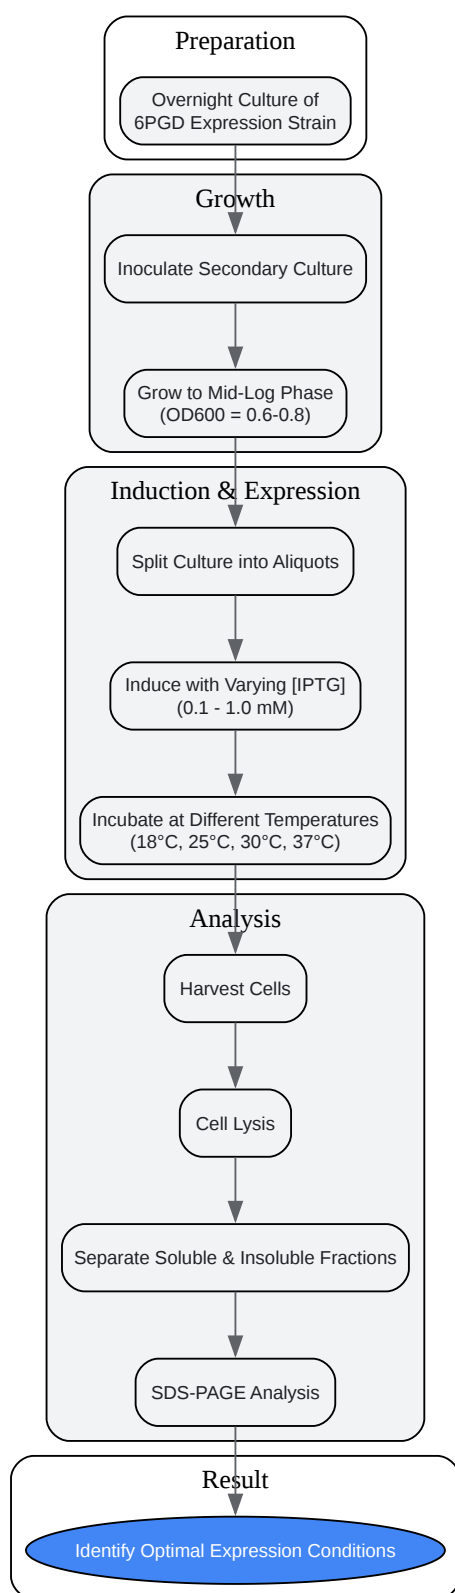 Preparation
Overnight Culture of
6PGD Expression Strain
Growth
Inoculate Secondary Culture
Grow to Mid-Log Phase
(OD600 = 0.6-0.8)
Induction & Expression
Split Culture into Aliquots
Induce with Varying [IPTG]
(0.1 - 1.0 mM)
Incubate at Different Temperatures
(18°C, 25°C, 30°C, 37°C)
Analysis
Harvest Cells
Cell Lysis
Separate Soluble & Insoluble Fractions
SDS-PAGE Analysis
Result
Identify Optimal Expression Conditions